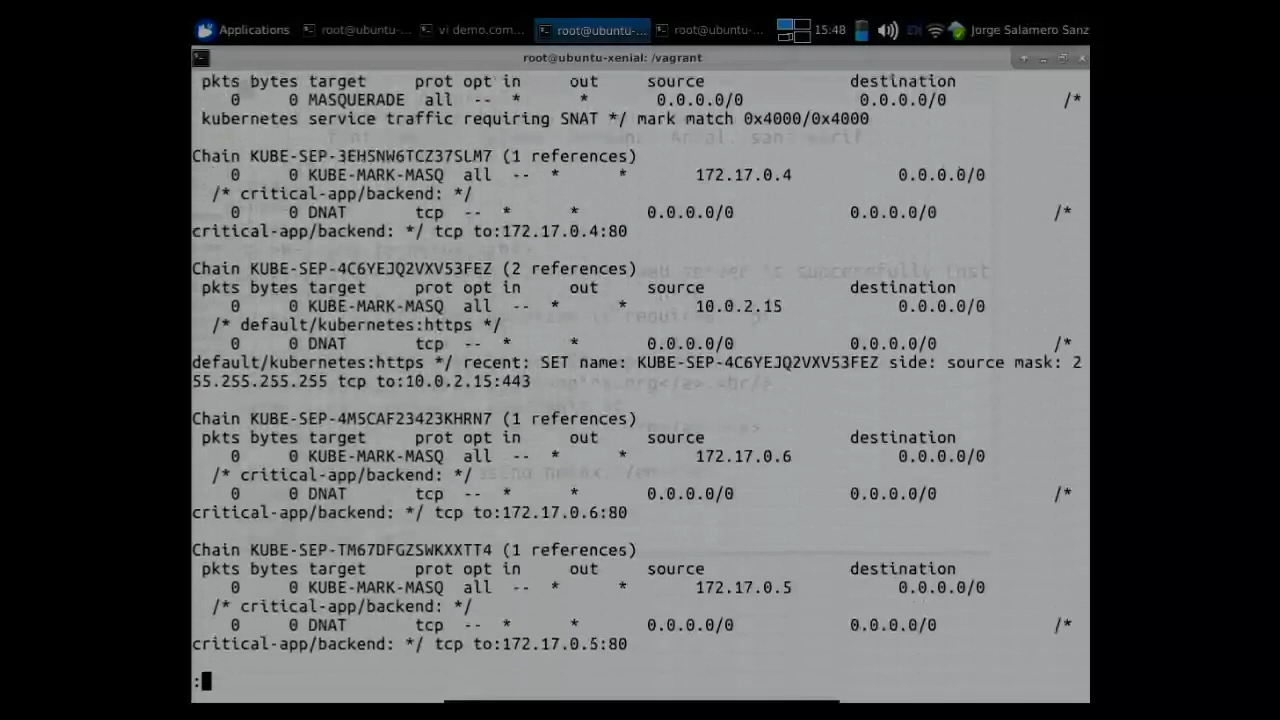 Applications root@ubuntu-... vi demo.com... root@ubuntu-... root@ubuntu-... 15:48 EN Jorge Salamero Sanz
root@ubuntu-xenial: /vagrant
pkts bytes target prot opt in out source destination
0 0 MASQUERADE all -- * * 0.0.0.0/0 0.0.0.0/0 /*
kubernetes service traffic requiring SNAT */ mark match 0x4000/0x4000
Chain KUBE-SEP-3EH5NW6TCZ37SLM7 (1 references)
0 0 KUBE-MARK-MASQ all -- * * 172.17.0.4 0.0.0.0/0
/* critical-app/backend: */
0 0 DNAT tcp -- * * 0.0.0.0/0 0.0.0.0/0 /*
critical-app/backend: */ tcp to:172.17.0.4:80
Chain KUBE-SEP-4C6YEJQ2VXV53FEZ (2 references)
pkts bytes target prot opt in out source destination
0 0 KUBE-MARK-MASQ all -- * * 10.0.2.15 0.0.0.0/0
/* default/kubernetes:https */
0 0 DNAT tcp -- * * 0.0.0.0/0 0.0.0.0/0 /*
default/kubernetes:https */ recent: SET name: KUBE-SEP-4C6YEJQ2VXV53FEZ side: source mask: 2
55.255.255.255 tcp to:10.0.2.15:443
Chain KUBE-SEP-4M5CAF23423KHRN7 (1 references)
pkts bytes target prot opt in out source destination
0 0 KUBE-MARK-MASQ all -- * * 172.17.0.6 0.0.0.0/0
/* critical-app/backend: */
0 0 DNAT tcp -- * * 0.0.0.0/0 0.0.0.0/0 /*
critical-app/backend: */ tcp to:172.17.0.6:80
Chain KUBE-SEP-TM67DFGZSWKXXTT4 (1 references)
pkts bytes target prot opt in out source destination
0 0 KUBE-MARK-MASQ all -- * * 172.17.0.5 0.0.0.0/0
/* critical-app/backend: */
0 0 DNAT tcp -- * * 0.0.0.0/0 0.0.0.0/0 /*
critical-app/backend: */ tcp to:172.17.0.5:80
: